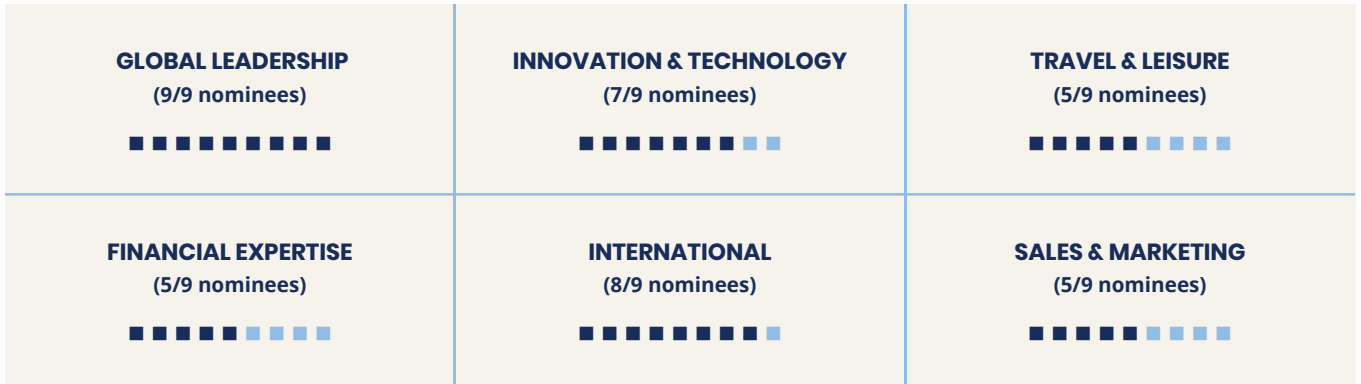 GLOBAL LEADERSHIP
(9/9 nominees)
INNOVATION & TECHNOLOGY
(7/9 nominees)
TRAVEL & LEISURE
(5/9 nominees)
FINANCIAL EXPERTISE
(5/9 nominees)
INTERNATIONAL
(8/9 nominees)
SALES & MARKETING
(5/9 nominees)